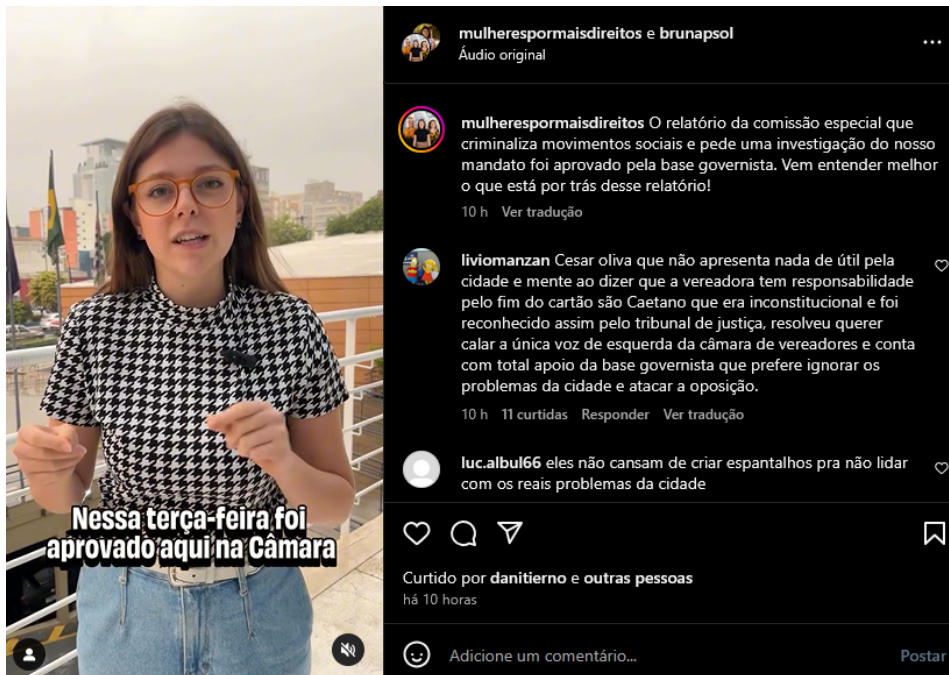 Nessa terça-feira foi
aprovado aqui na Câmara
mulherespormaisdireitos e brunapsol
Áudio original
mulherespormaisdireitos O relatório da comissão especial que
criminaliza movimentos sociais e pede uma investigação do nosso
mandato foi aprovado pela base governista. Vem entender melhor
o que está por trás desse relatório!
10 h Ver tradução
liviomanzan Cesar oliva que não apresenta nada de útil pela
cidade e mente ao dizer que a vereadora tem responsabilidade
pelo fim do cartão são Caetano que era inconstitucional e foi
reconhecido assim pelo tribunal de justiça, resolveu querer
calar a única voz de esquerda da câmara de vereadores e conta
com total apoio da base governista que prefere ignorar os
problemas da cidade e atacar a oposição.
10 h 11 curtidas Responder Ver tradução
luc.albul66 eles não cansam de criar espantalhos pra não lidar
com os reais problemas da cidade
Curtido por danitierno e outras pessoas
há 10 horas
Adicione um comentário...
Postar